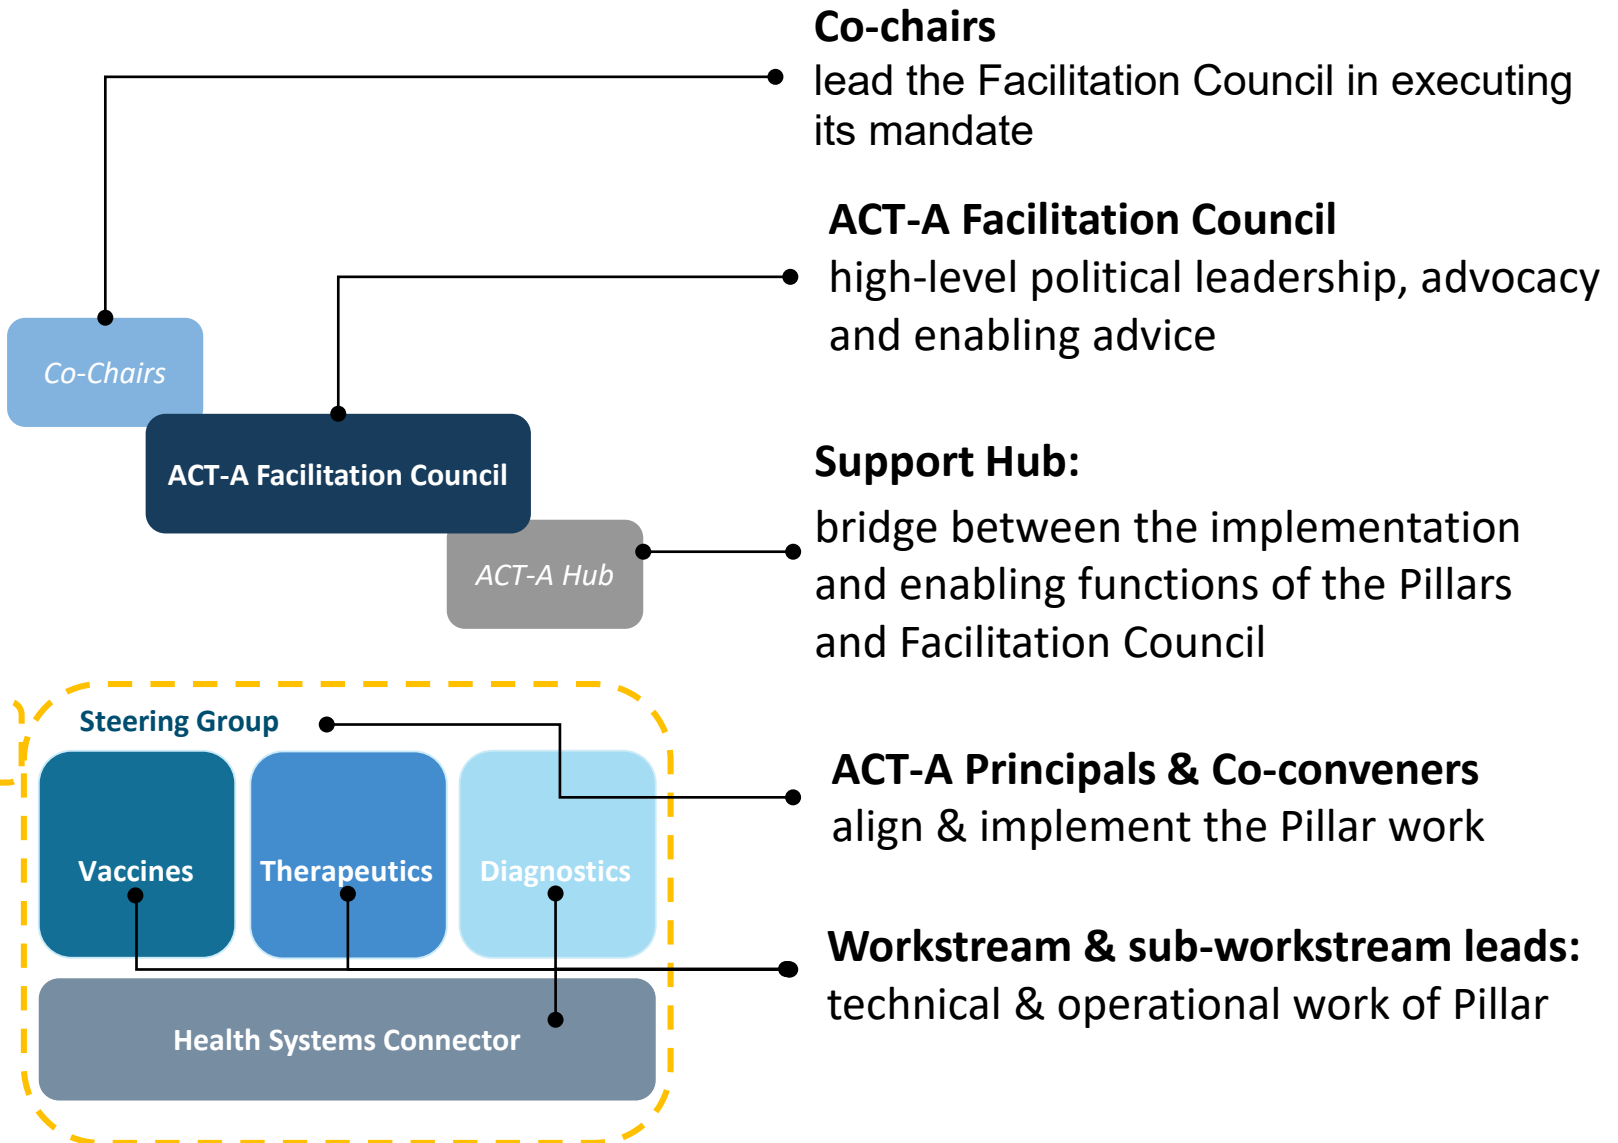 Co-chairs
lead the Facilitation Council in executing
its mandate
ACT-A Facilitation Council
high-level political leadership, advocacy
and enabling advice
Co-Chairs
ACT-A Facilitation Council
ACT-A Hub
Support Hub:
bridge between the implementation
and enabling functions of the Pillars
and Facilitation Council
Steering Group
Vaccines
Therapeutics
Diagnostics
Health Systems Connector
ACT-A Principals & Co-conveners
align & implement the Pillar work
Workstream & sub-workstream leads:
technical & operational work of Pillar